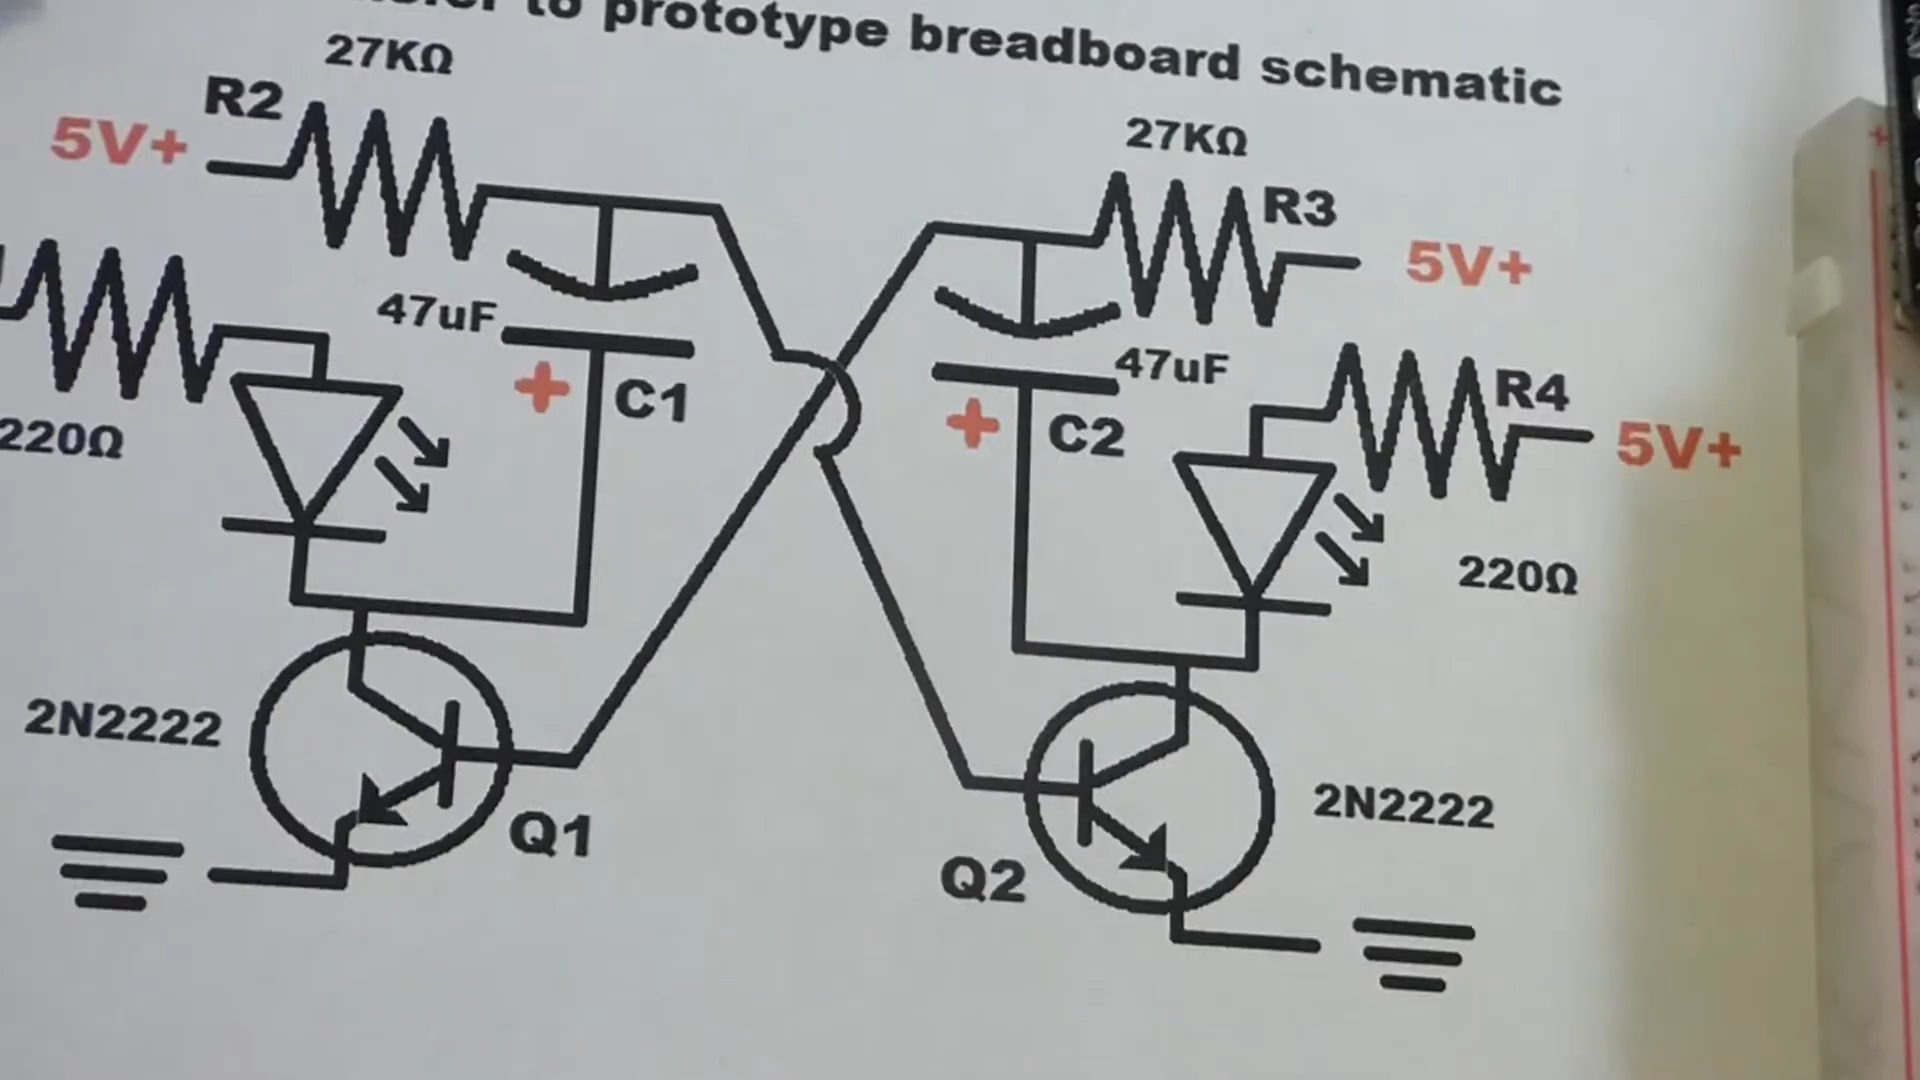 to prototype breadboard schematic
27KΩ
R2
5V+
27KΩ
R3
5V+
47uF
+
C1
220Ω
47uF
+
C2
R4
5V+
220Ω
2N2222
Q1
2N2222
Q2
+